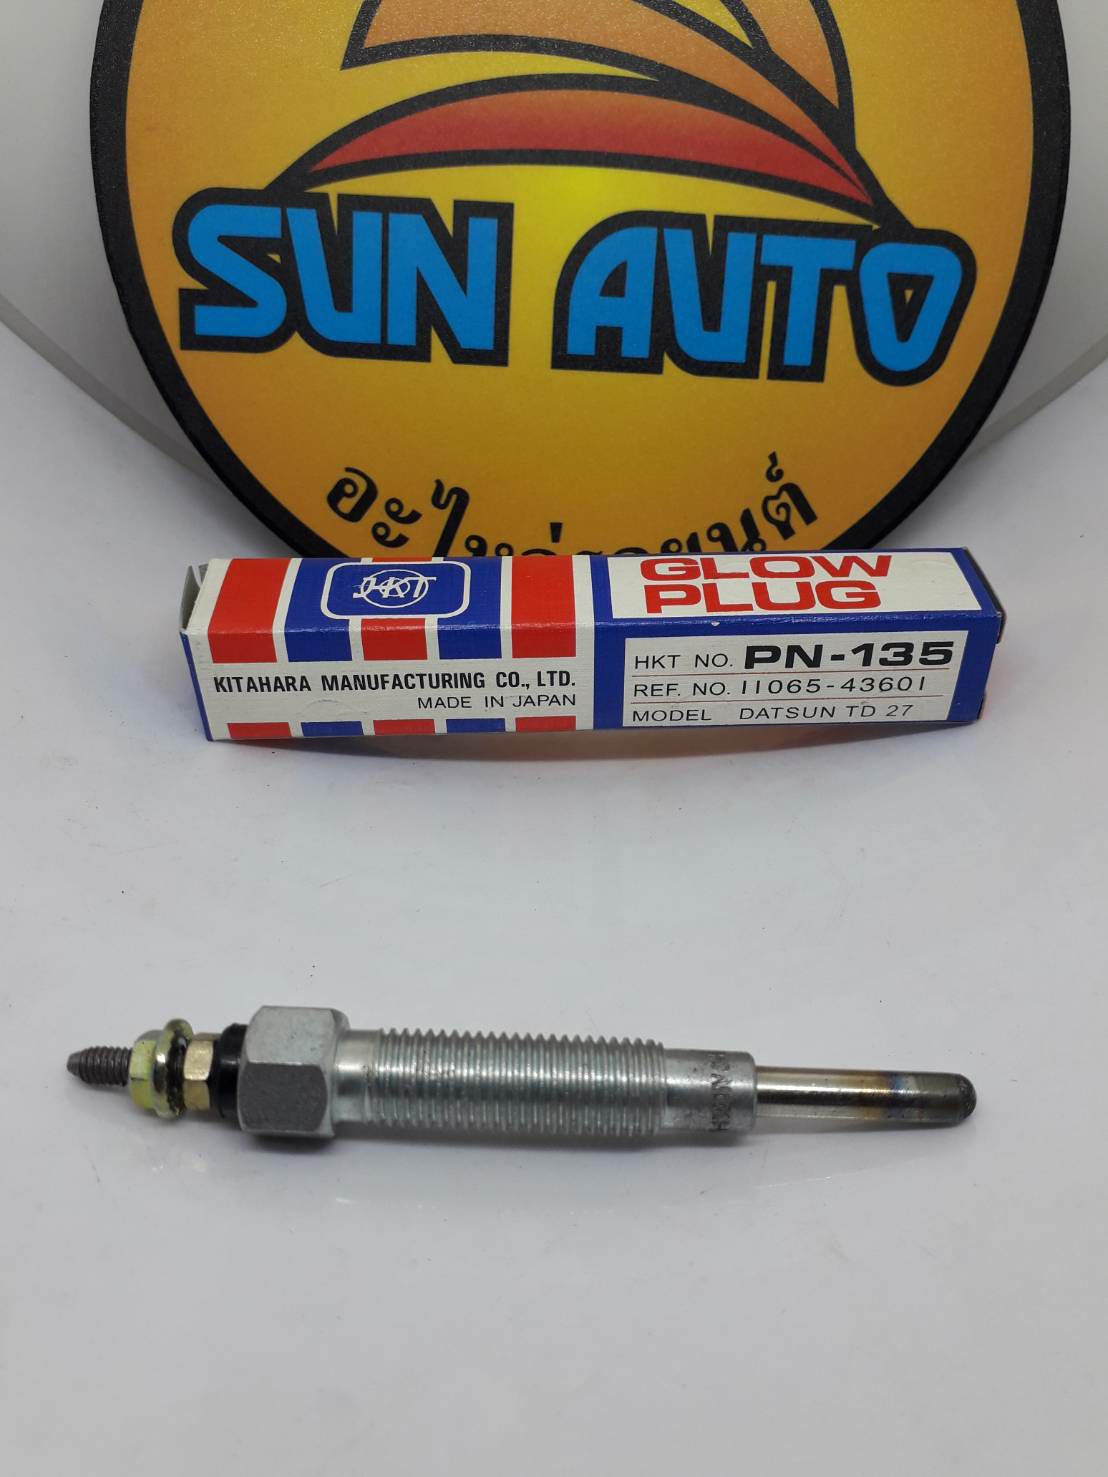 SUN AUTO
อะไหล่รถยนต์
HKT
GLOW
PLUG
KITAHARA MANUFACTURING CO., LTD.
MADE IN JAPAN
HKT NO. PN-135
REF. NO. 11065-43601
MODEL DATSUN TD 27